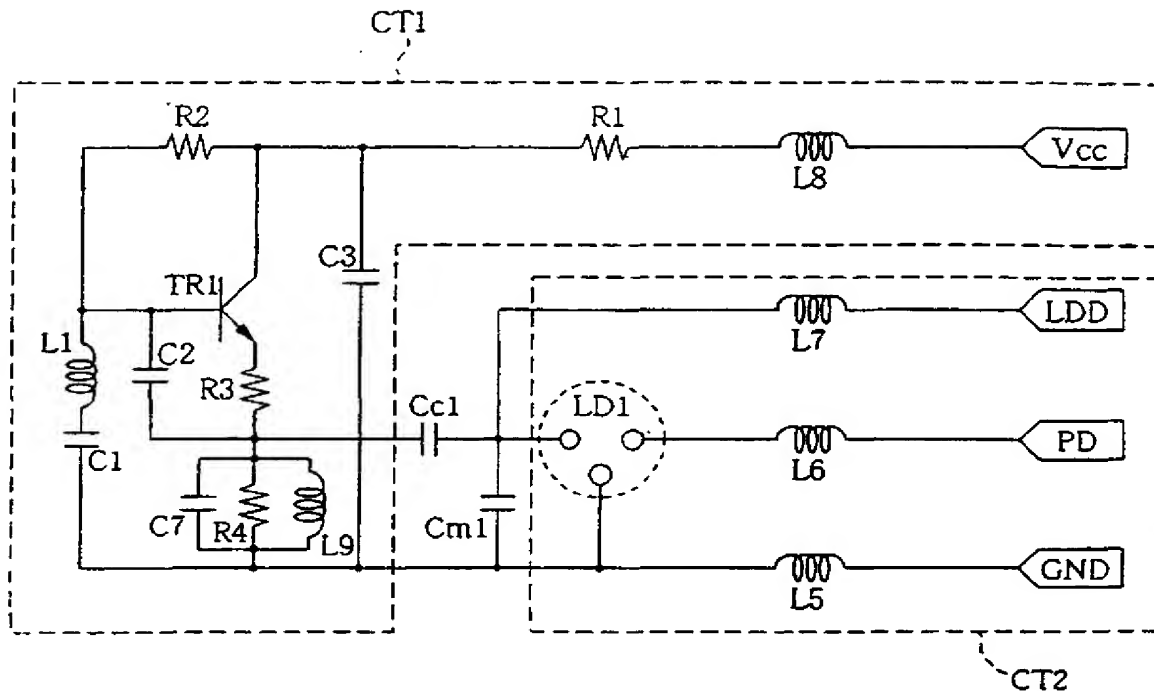 CT1
R2
R1
L8
Vcc
C3
TR1
L1
C2
R3
L7
LDD
Cc1
LD1
C1
L6
PD
C7
R4
L9
Cm1
L5
GND
CT2